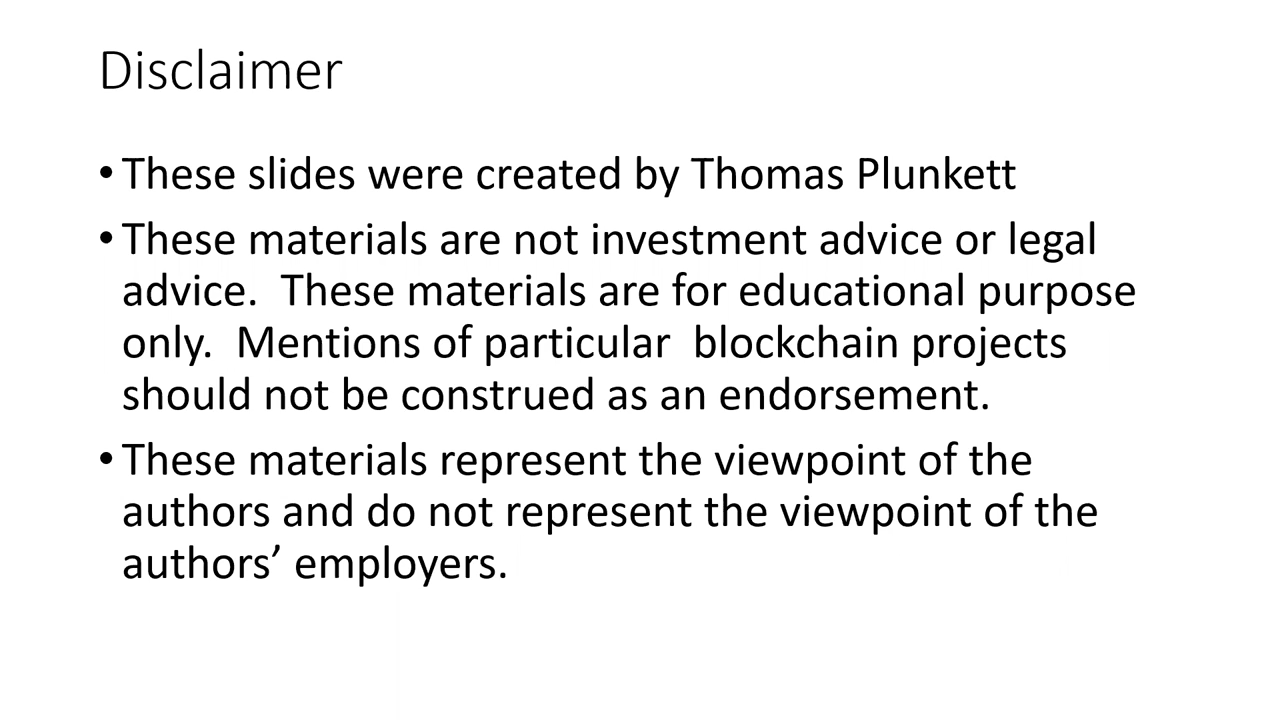 Disclaimer
•These slides were created by Thomas Plunkett
•These materials are not investment advice or legal
advice.  These materials are for educational purpose
only.  Mentions of particular  blockchain projects
should not be construed as an endorsement.
•These materials represent the viewpoint of the
authors and do not represent the viewpoint of the
authors’ employers.